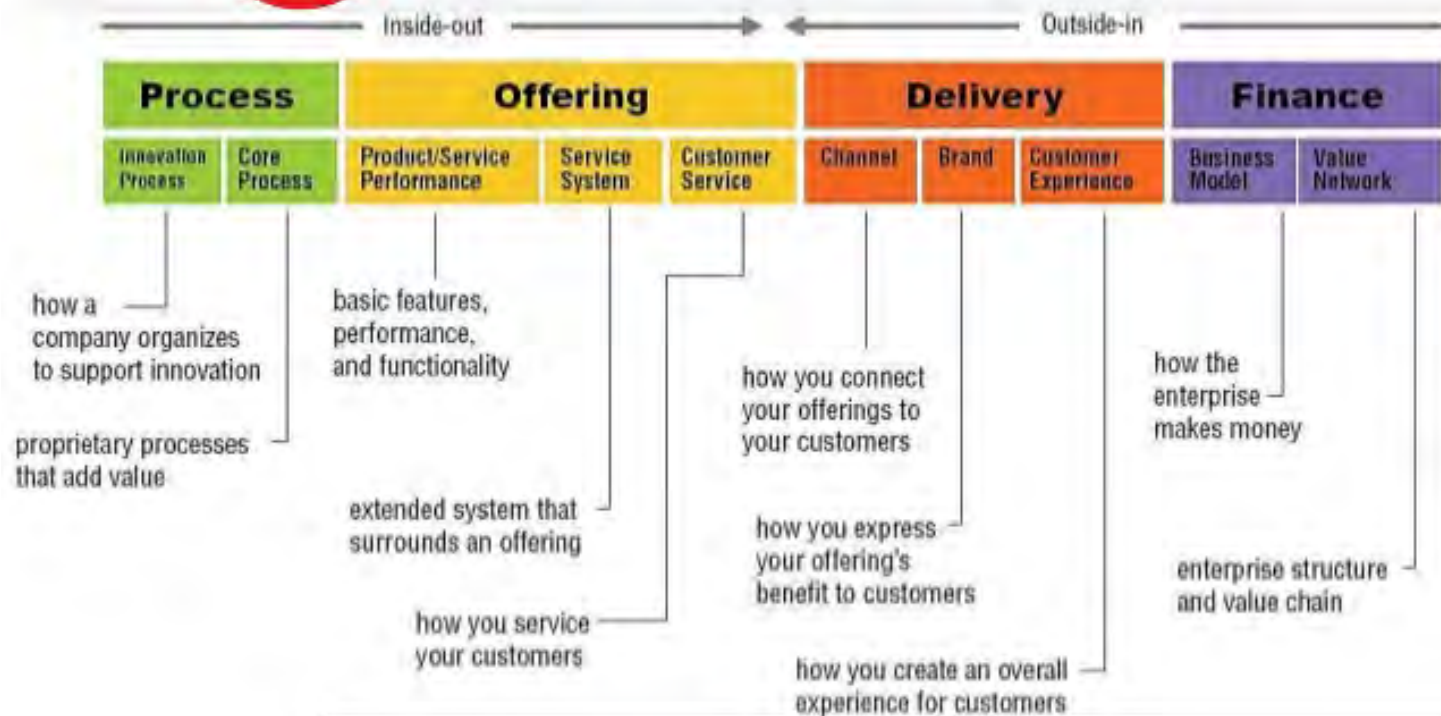 Inside-out
Outside-in
Process
Offering
Delivery
Finance
Innovation
Process
Core
Process
Product/Service
Performance
Service
System
Customer
Service
Channel
Brand
Customer
Experience
Business
Model
Value
Network
how a
company organizes
to support innovation
proprietary processes
that add value
basic features,
performance,
and functionality
extended system that
surrounds an offering
how you service
your customers
how you connect
your offerings to
your customers
how you express
your offering's
benefit to customers
how you create an overall
experience for customers
how the
enterprise
makes money
enterprise structure
and value chain